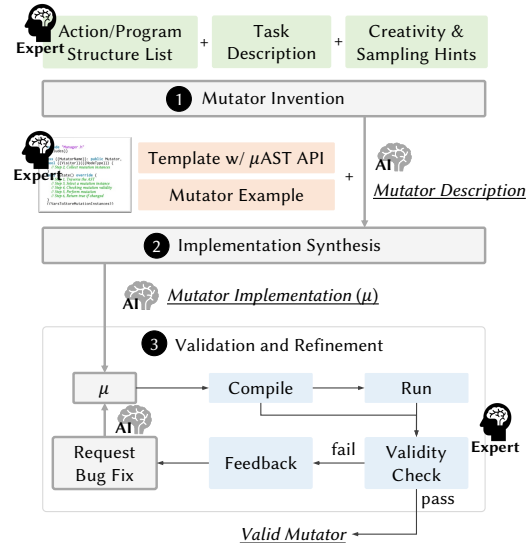 Expert
Action/Program
Structure List
+
Task
Description
+
Creativity &
Sampling Hints
1 Mutator Invention
Expert
Template w/ μAST API
Mutator Example
+
AI
Mutator Description
2 Implementation Synthesis
AI
Mutator Implementation (μ)
3 Validation and Refinement
μ
Compile
Run
AI
Expert
Request
Bug Fix
Feedback
fail
Validity
Check
pass
Valid Mutator